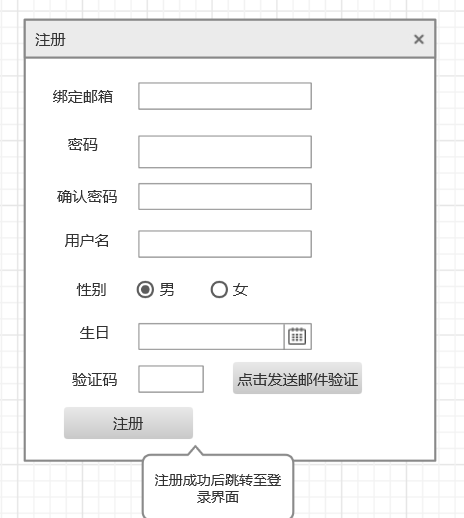 注册
绑定邮箱
密码
确认密码
用户名
性别 男 女
生日
验证码 点击发送邮件验证
注册
注册成功后跳转至登
录界面